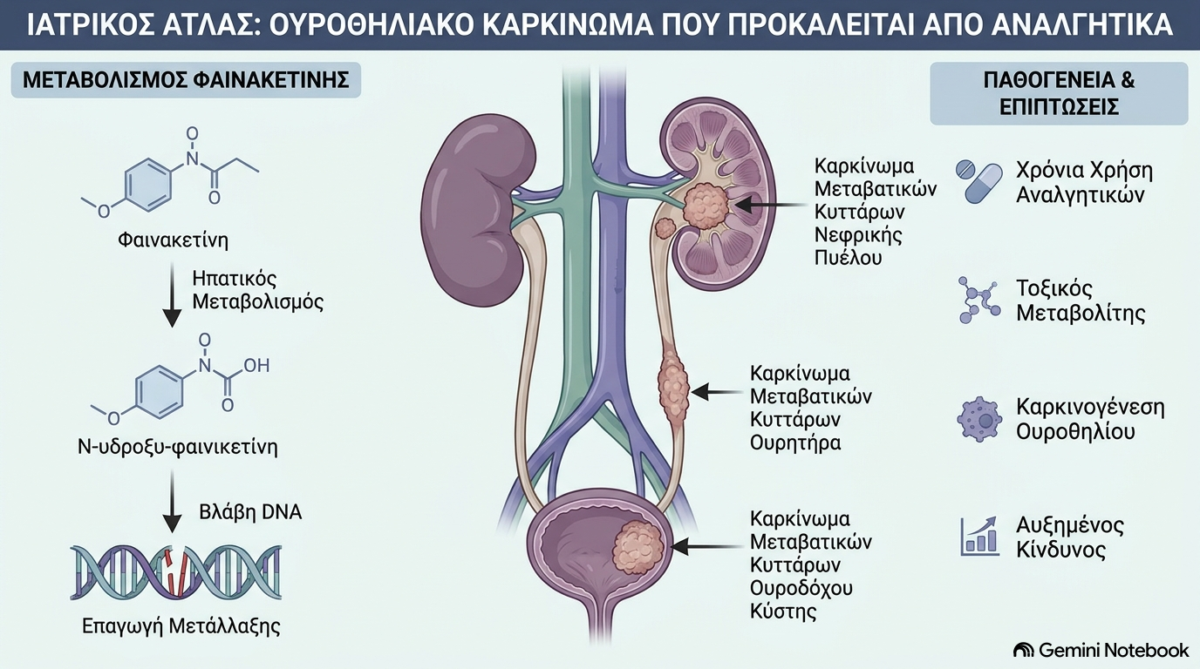 ΙΑΤΡΙΚΟΣ ΑΤΛΑΣ: ΟΥΡΟΘΗΛΙΑΚΟ ΚΑΡΚΙΝΩΜΑ ΠΟΥ ΠΡΟΚΑΛΕΙΤΑΙ ΑΠΟ ΑΝΑΛΓΗΤΙΚΑ
ΜΕΤΑΒΟΛΙΣΜΟΣ ΦΑΙΝΑΚΕΤΙΝΗΣ
O
N
O
O
Φαινακετίνη
Ηπατικός
Μεταβολισμός
O
N
OH
O
O
Ν-υδροξυ-φαινικετίνη
Βλάβη DNA
Επαγωγή Μετάλλαξης
Καρκίνωμα
Μεταβατικών
Κυττάρων
Νεφρικής
Πυέλου
Καρκίνωμα
Μεταβατικών
Κυττάρων
Ουρητήρα
Καρκίνωμα
Μεταβατικών
Κυττάρων
Ουροδόχου
Κύστης
ΠΑΘΟΓΕΝΕΙΑ &
ΕΠΙΠΤΩΣΕΙΣ
Χρόνια Χρήση
Αναλγητικών
Τοξικός
Μεταβολίτης
Καρκινογένεση
Ουροθηλίου
Αυξημένος
Κίνδυνος
Gemini Notebook